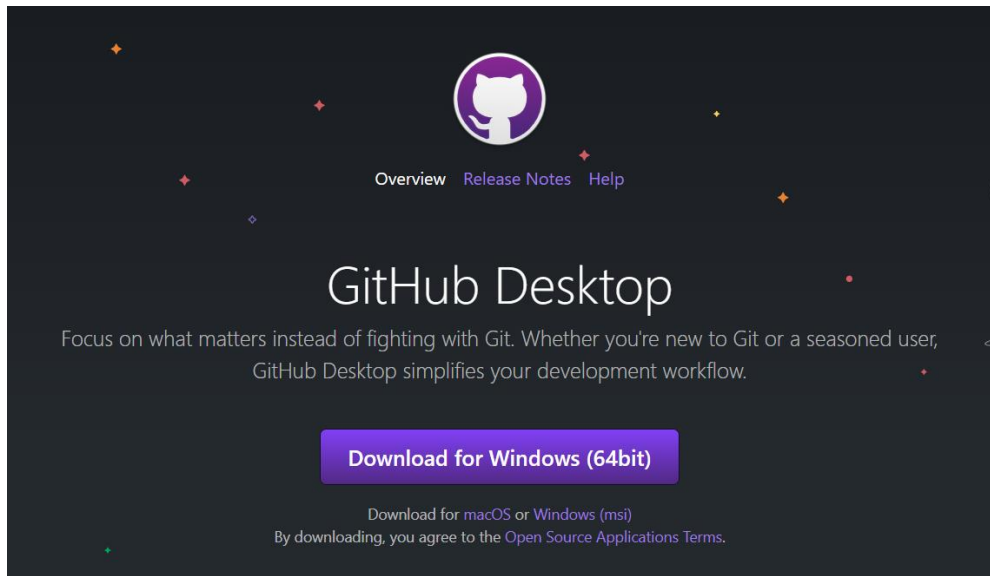 Overview Release Notes Help
GitHub Desktop
Focus on what matters instead of fighting with Git. Whether you're new to Git or a seasoned user,
GitHub Desktop simplifies your development workflow.
Download for Windows (64bit)
Download for macOS or Windows (msi)
By downloading, you agree to the Open Source Applications Terms.